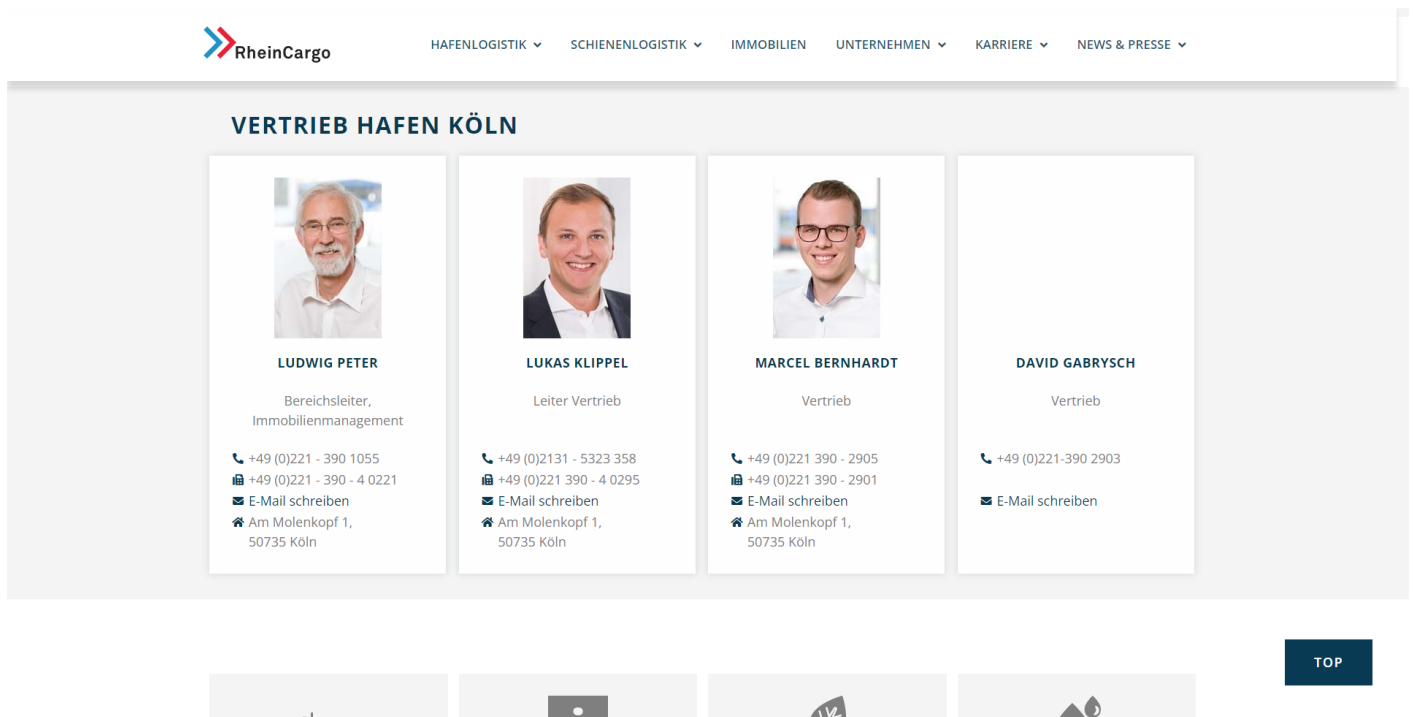 RheinCargo
HAFENLOGISTIK
SCHIENENLOGISTIK
IMMOBILIEN
UNTERNEHMEN
KARRIERE
NEWS & PRESSE
VERTRIEB HAFEN KÖLN
LUDWIG PETER
Bereichsleiter,
Immobilienmanagement
+49 (0)221 - 390 1055
+49 (0)221 - 390 - 4 0221
E-Mail schreiben
Am Molenkopf 1,
50735 Köln
LUKAS KLIPPEL
Leiter Vertrieb
+49 (0)2131 - 5323 358
+49 (0)221 390 - 4 0295
E-Mail schreiben
Am Molenkopf 1,
50735 Köln
MARCEL BERNHARDT
Vertrieb
+49 (0)221 390 - 2905
+49 (0)221 390 - 2901
E-Mail schreiben
Am Molenkopf 1,
50735 Köln
DAVID GABRYSCH
Vertrieb
+49 (0)221-390 2903
E-Mail schreiben
TOP